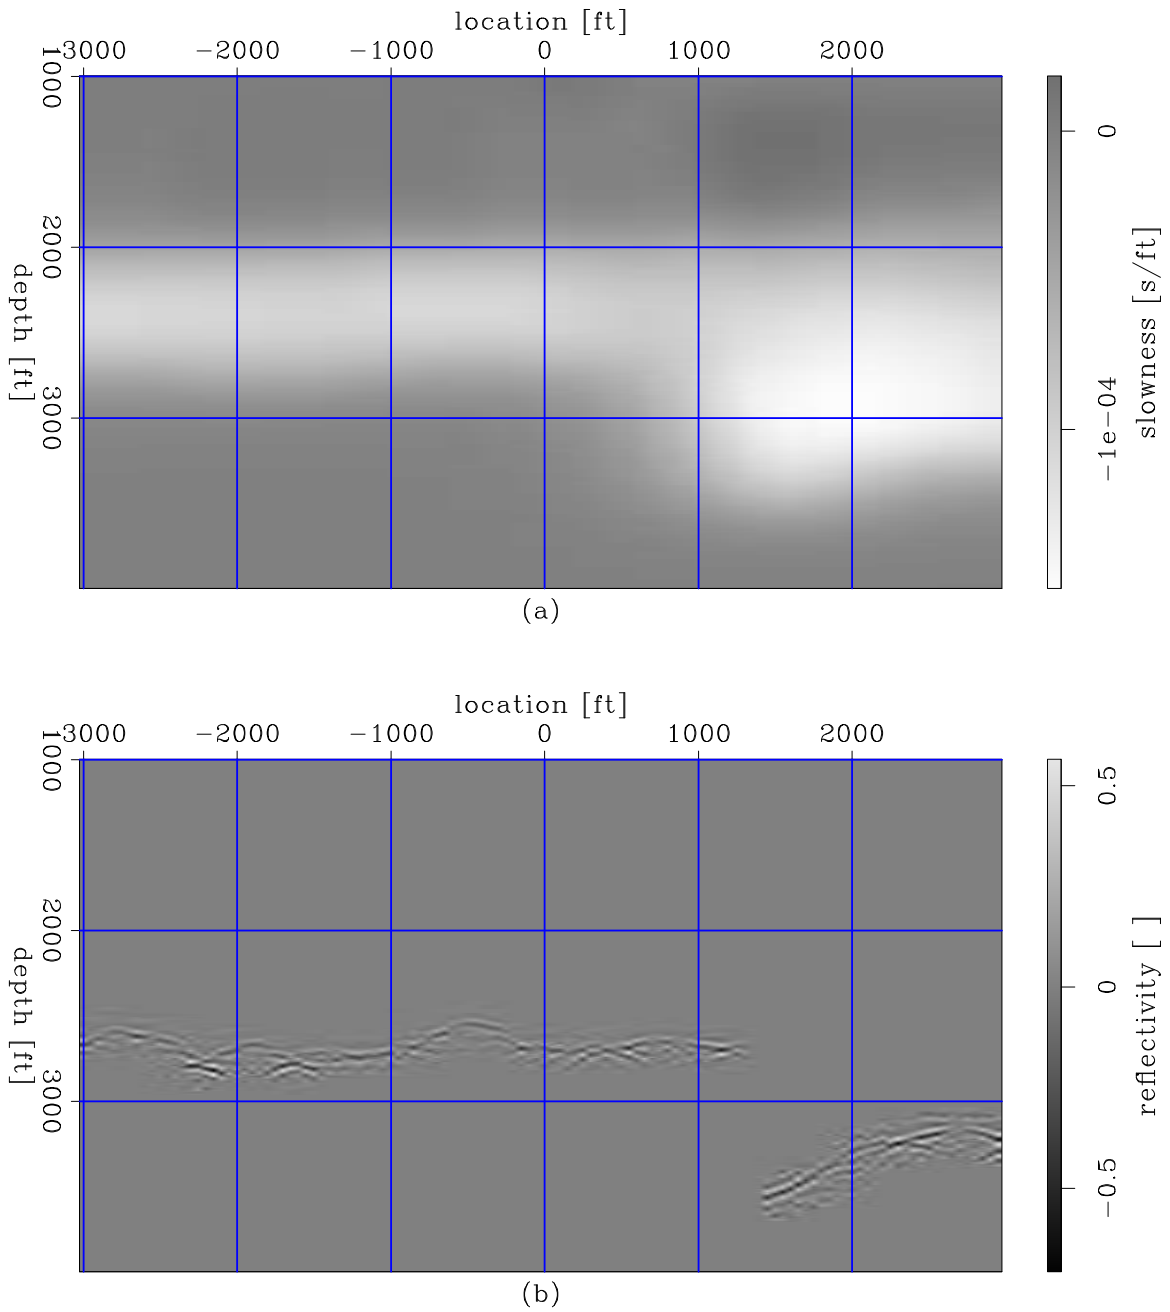 location [ft]
−3000 −2000 −1000 0 1000 2000
1000
2000
3000
depth [ft]
0
−1e−04
slowness [s/ft]
(a)
location [ft]
−3000 −2000 −1000 0 1000 2000
1000
2000
3000
depth [ft]
0.5
0
−0.5
reflectivity [ ]
(b)